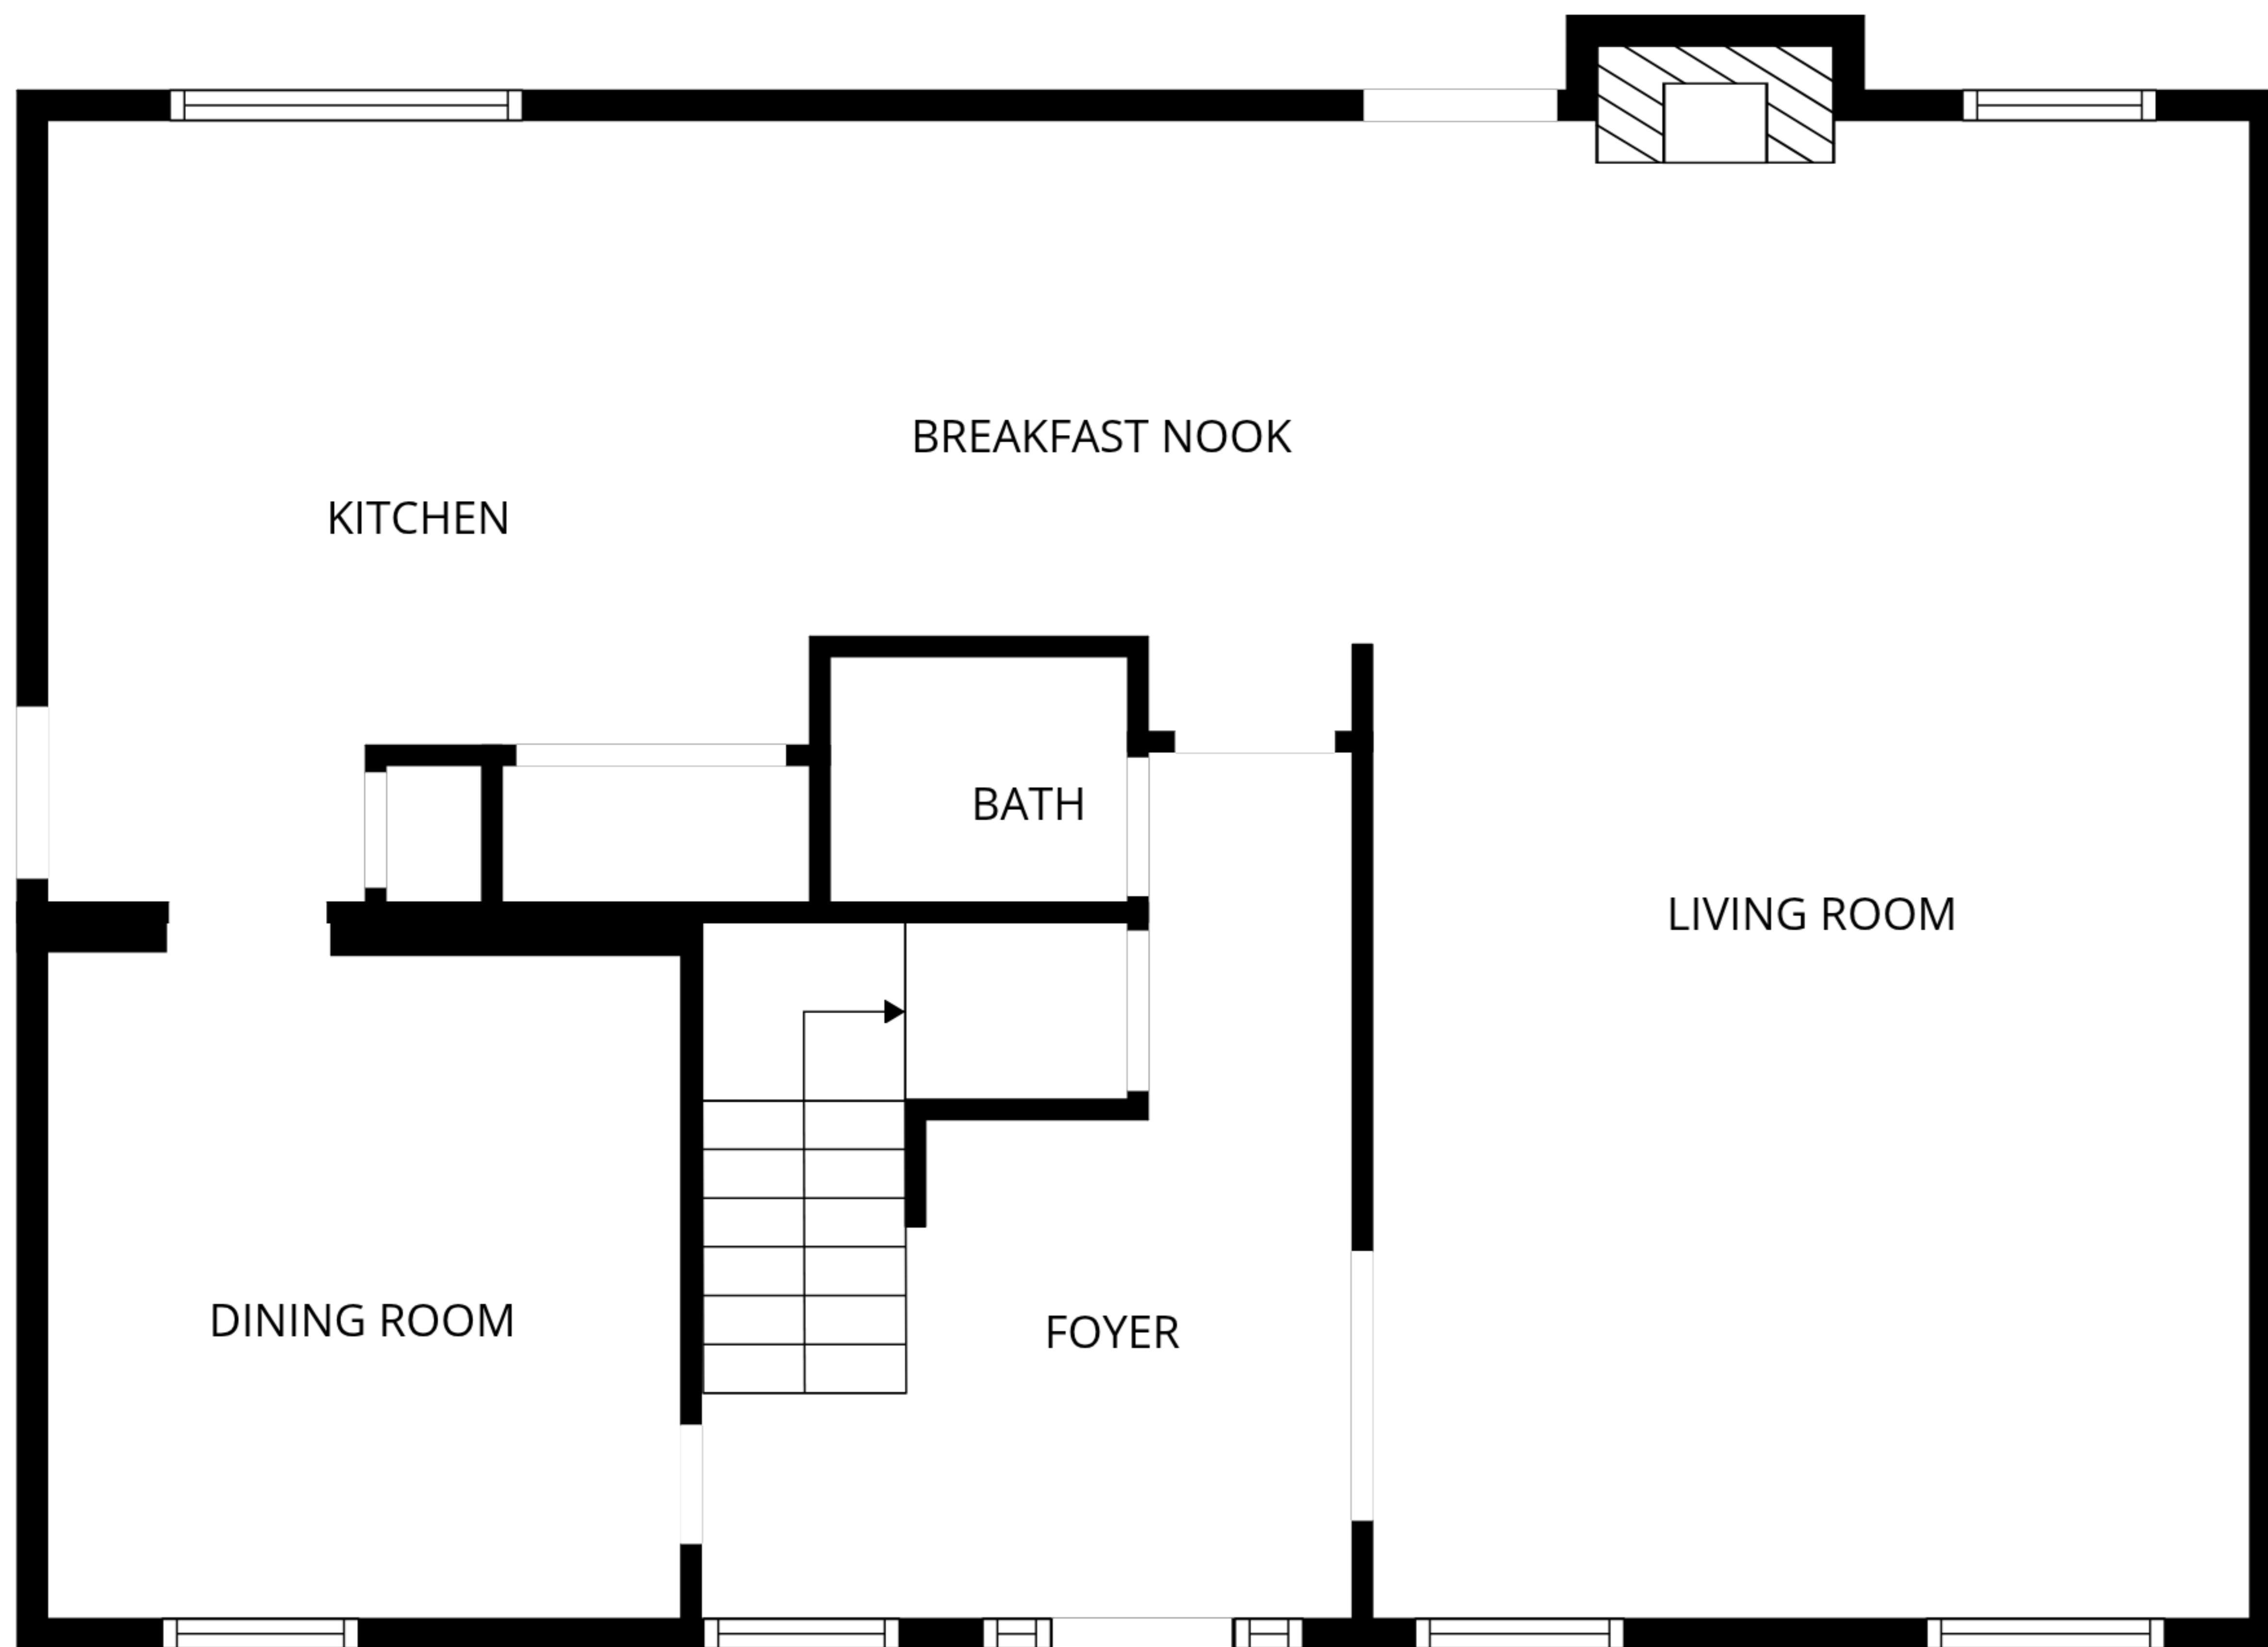 BREAKFAST NOOK
KITCHEN
BATH
LIVING ROOM
DINING ROOM
FOYER